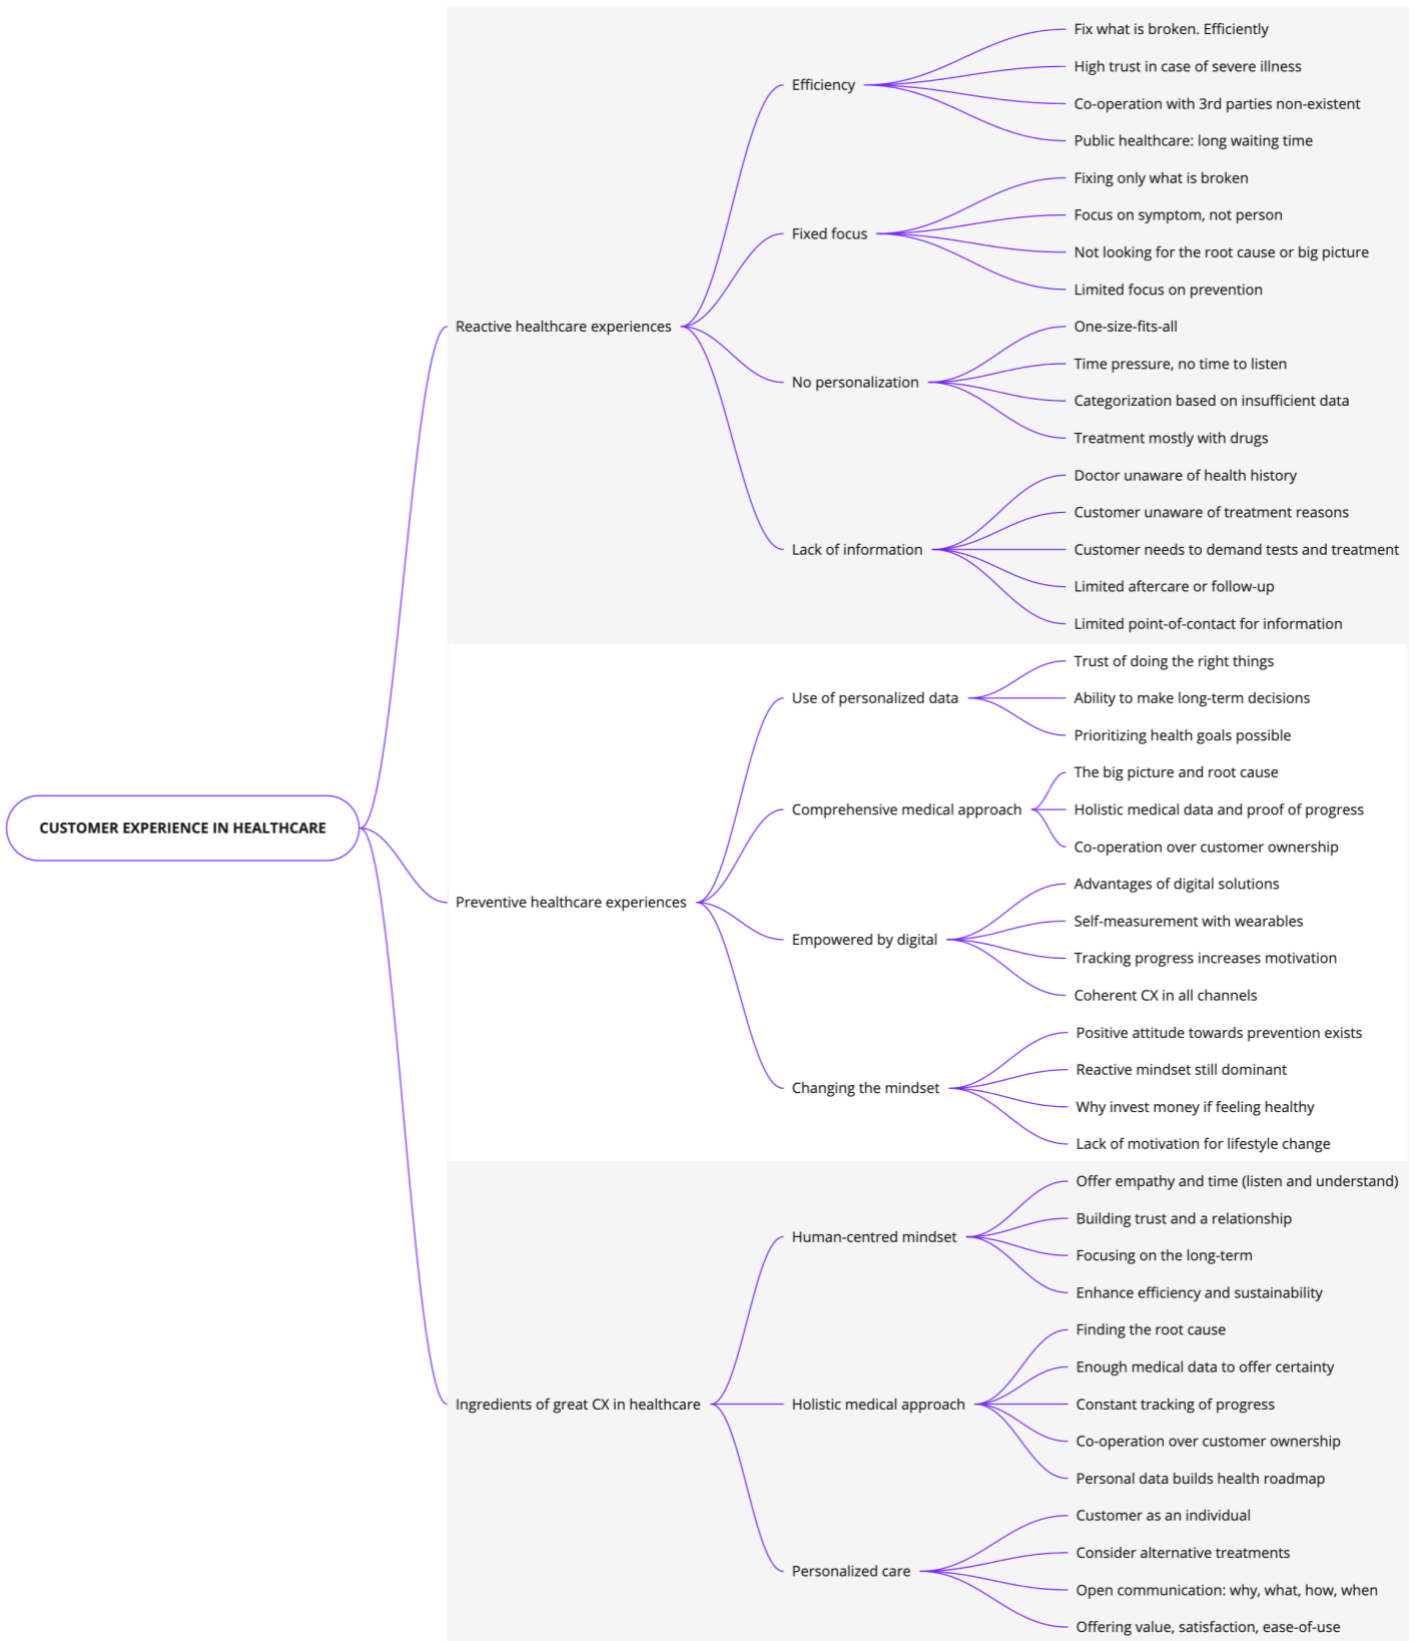 CUSTOMER EXPERIENCE IN HEALTHCARE
Reactive healthcare experiences
Efficiency
Fix what is broken. Efficiently
High trust in case of severe illness
Co-operation with 3rd parties non-existent
Public healthcare: long waiting time
Fixed focus
Fixing only what is broken
Focus on symptom, not person
Not looking for the root cause or big picture
Limited focus on prevention
No personalization
One-size-fits-all
Time pressure, no time to listen
Categorization based on insufficient data
Treatment mostly with drugs
Lack of information
Doctor unaware of health history
Customer unaware of treatment reasons
Customer needs to demand tests and treatment
Limited aftercare or follow-up
Limited point-of-contact for information
Preventive healthcare experiences
Use of personalized data
Trust of doing the right things
Ability to make long-term decisions
Prioritizing health goals possible
Comprehensive medical approach
The big picture and root cause
Holistic medical data and proof of progress
Co-operation over customer ownership
Empowered by digital
Advantages of digital solutions
Self-measurement with wearables
Tracking progress increases motivation
Coherent CX in all channels
Changing the mindset
Positive attitude towards prevention exists
Reactive mindset still dominant
Why invest money if feeling healthy
Lack of motivation for lifestyle change
Ingredients of great CX in healthcare
Human-centred mindset
Offer empathy and time (listen and understand)
Building trust and a relationship
Focusing on the long-term
Enhance efficiency and sustainability
Holistic medical approach
Finding the root cause
Enough medical data to offer certainty
Constant tracking of progress
Co-operation over customer ownership
Personal data builds health roadmap
Personalized care
Customer as an individual
Consider alternative treatments
Open communication: why, what, how, when
Offering value, satisfaction, ease-of-use